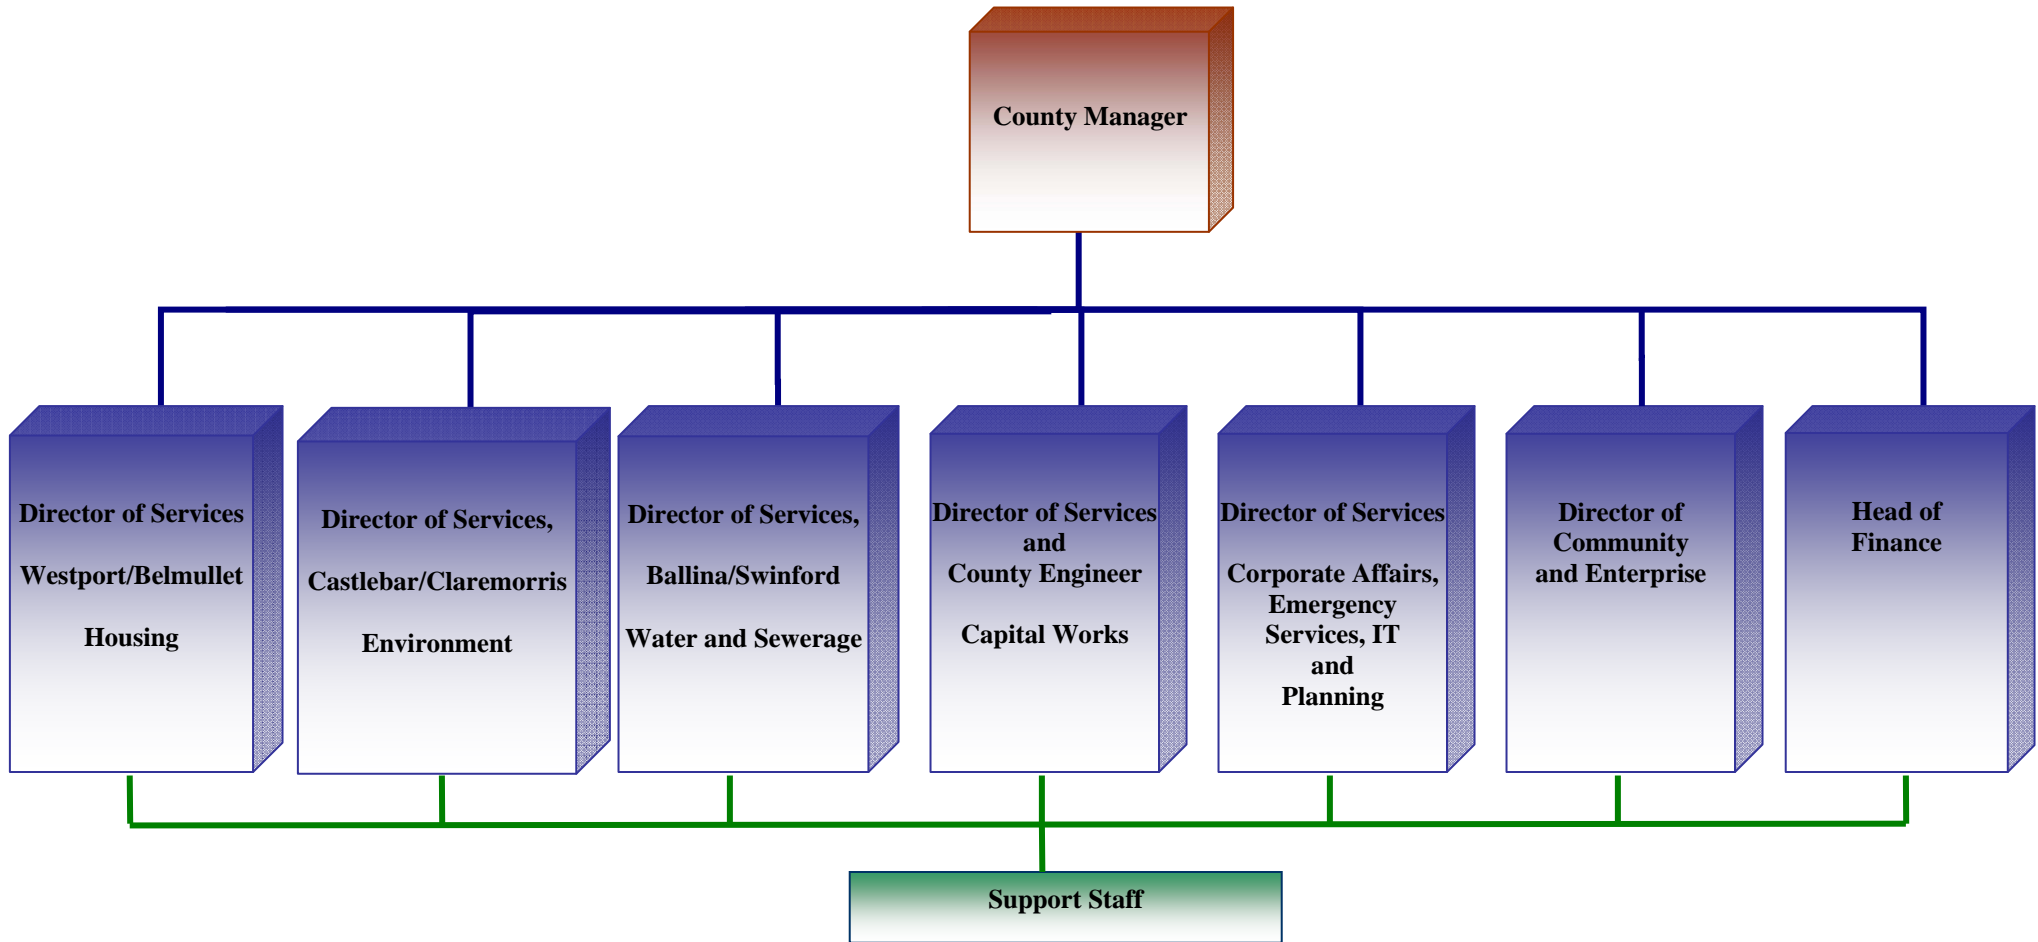 County Manager
Director of Services
Westport/Belmullet
Housing
Director of Services,
Castlebar/Claremorris
Environment
Director of Services,
Ballina/Swinford
Water and Sewerage
Director of Services
and
County Engineer
Capital Works
Director of Services
Corporate Affairs,
Emergency
Services, IT
and
Planning
Director of
Community
and Enterprise
Head of
Finance
Support Staff